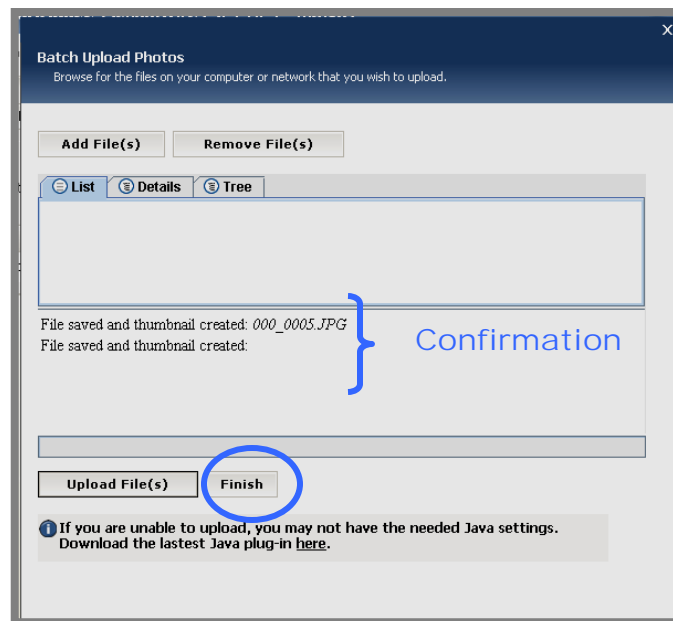 X
Batch Upload Photos
Browse for the files on your computer or network that you wish to upload.
Add File(s) Remove File(s)
List Details Tree
File saved and thumbnail created: 000_0005.JPG
File saved and thumbnail created:
Confirmation
Upload File(s) Finish
If you are unable to upload, you may not have the needed Java settings.
Download the lastest Java plug-in here.